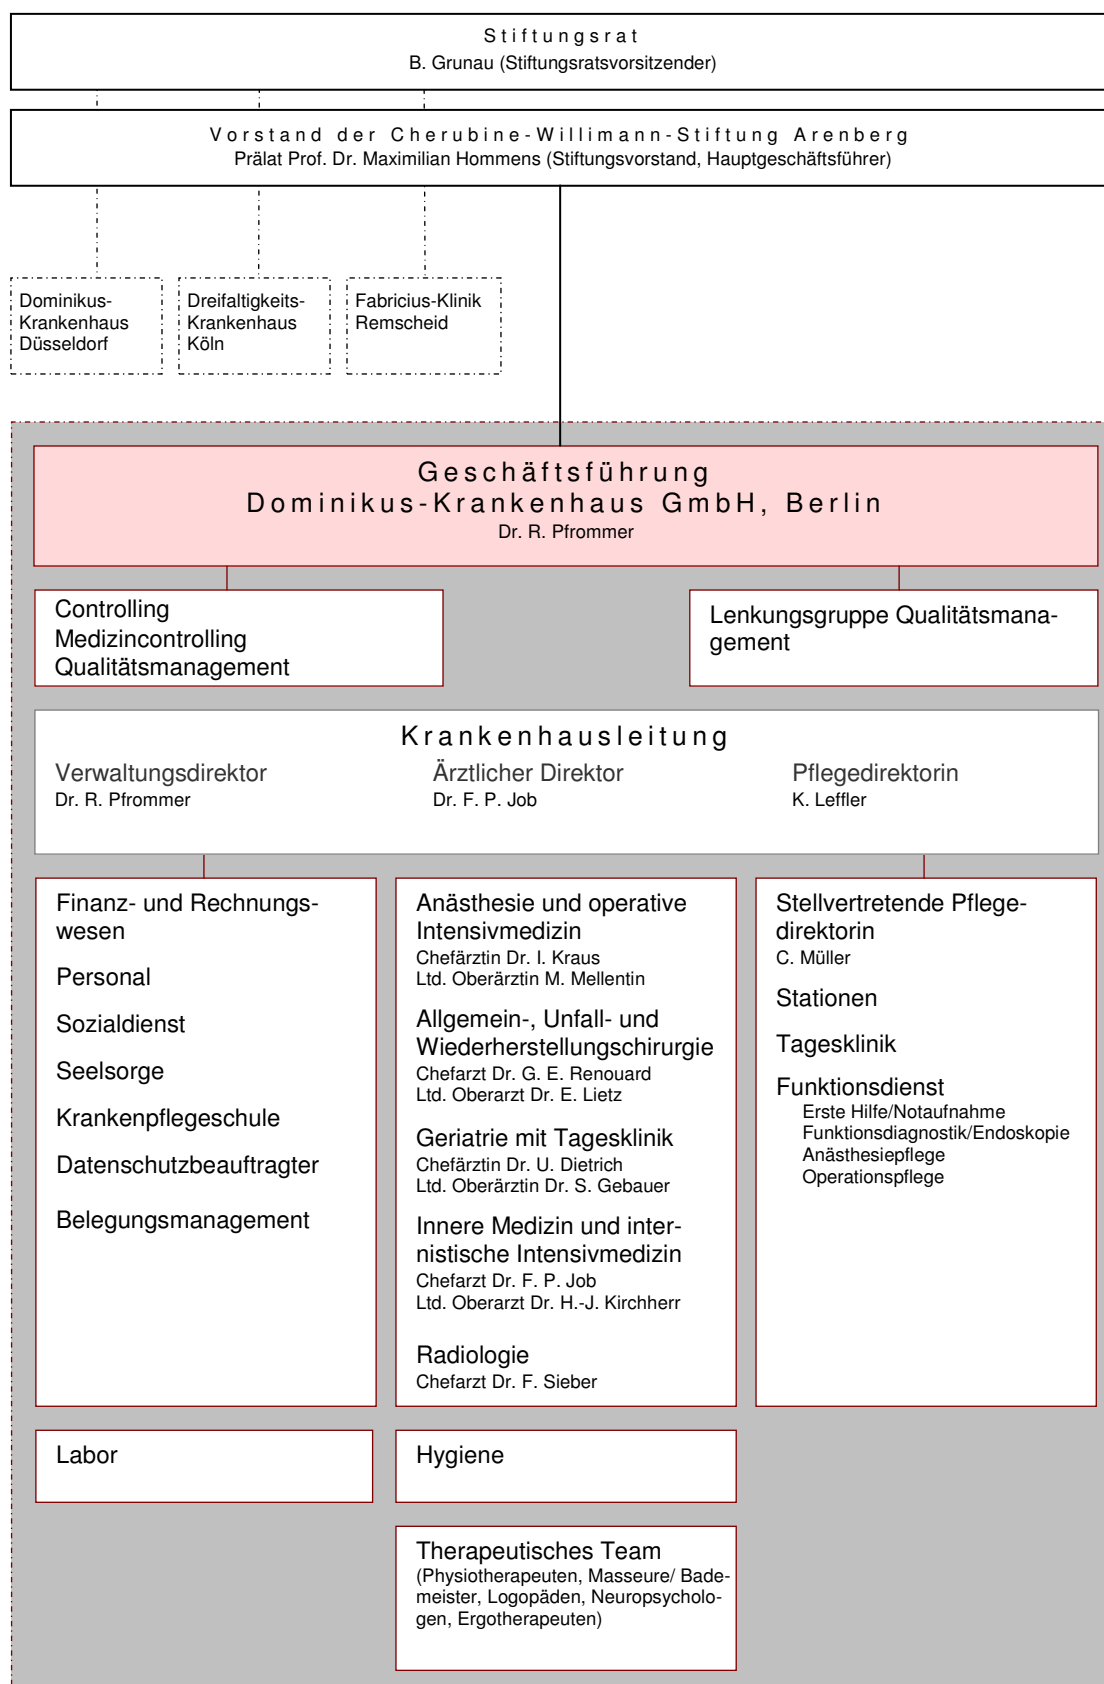 Stiftungsrat
B. Grunau (Stiftungsratsvorsitzender)
Vorstand der Cherubine-Willimann-Stiftung Arenberg
Prälat Prof. Dr. Maximilian Hommens (Stiftungsvorstand, Hauptgeschäftsführer)
Dominikus-
Krankenhaus
Düsseldorf
Dreifaltigkeits-
Krankenhaus
Köln
Fabricius-Klinik
Remscheid
Geschäftsführung
Dominikus-Krankenhaus GmbH, Berlin
Dr. R. Pfrommer
Controlling
Medizincontrolling
Qualitätsmanagement
Lenkungsgruppe Qualitätsmana-
gement
Krankenhausleitung
Verwaltungsdirektor
Dr. R. Pfrommer
Ärztlicher Direktor
Dr. F. P. Job
Pflegedirektorin
K. Leffler
Finanz- und Rechnungs-
wesen
Personal
Sozialdienst
Seelsorge
Krankenpflegeschule
Datenschutzbeauftragter
Belegungsmanagement
Anästhesie und operative
Intensivmedizin
Chefärztin Dr. I. Kraus
Ltd. Oberärztin M. Mellentin
Allgemein-, Unfall- und
Wiederherstellungschirurgie
Chefarzt Dr. G. E. Renouard
Ltd. Oberarzt Dr. E. Lietz
Geriatrie mit Tagesklinik
Chefärztin Dr. U. Dietrich
Ltd. Oberärztin Dr. S. Gebauer
Innere Medizin und inter-
nistische Intensivmedizin
Chefarzt Dr. F. P. Job
Ltd. Oberarzt Dr. H.-J. Kirchherr
Radiologie
Chefarzt Dr. F. Sieber
Stellvertretende Pflege-
direktorin
C. Müller
Stationen
Tagesklinik
Funktionsdienst
Erste Hilfe/Notaufnahme
Funktionsdiagnostik/Endoskopie
Anästhesiepflege
Operationspflege
Labor
Hygiene
Therapeutisches Team
(Physiotherapeuten, Masseure/ Bade-
meister, Logopäden, Neuropsycholo-
gen, Ergotherapeuten)